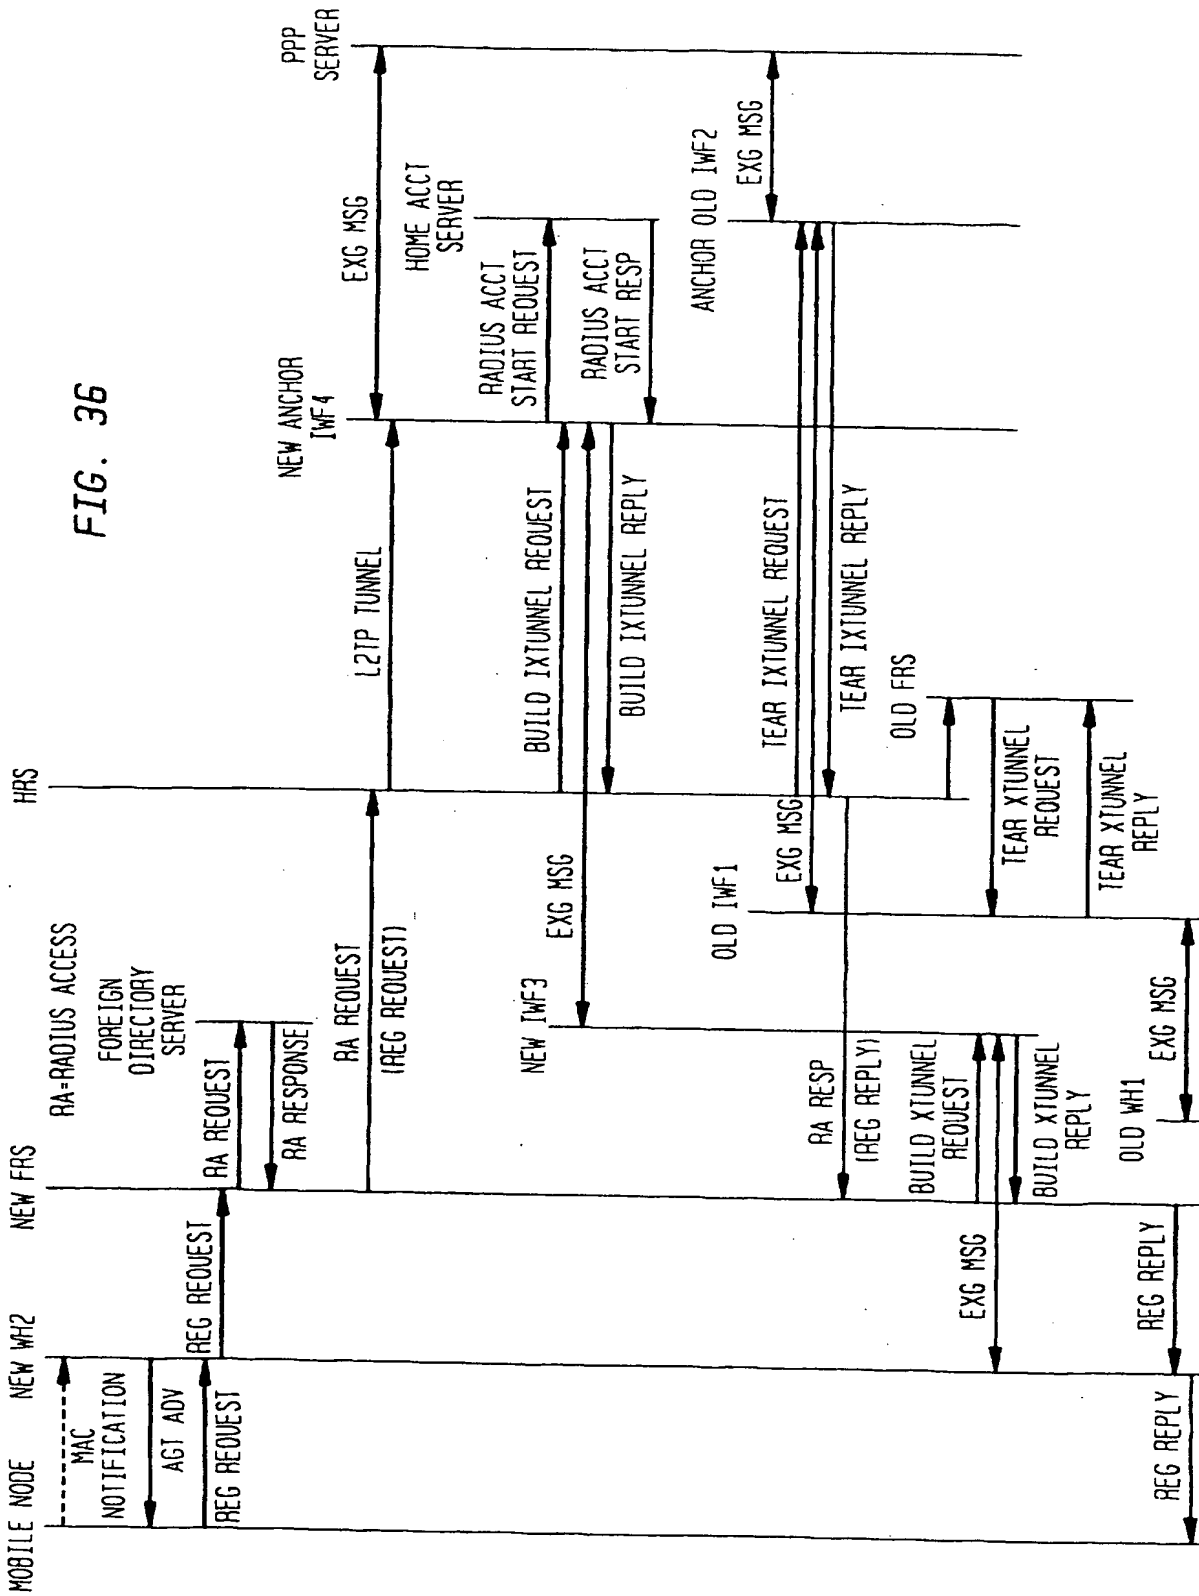 FIG. 36
MOBILE NODE
NEW WH2
NEW FRS
HRS
RA=RADIUS ACCESS
MAC
NOTIFICATION
AGT ADV
REG REQUEST
REG REQUEST
FOREIGN
DIRECTORY
SERVER
RA REQUEST
RA RESPONSE
RA REQUEST
(REG REQUEST)
L2TP TUNNEL
NEW ANCHOR
IWF4
EXG MSG
PPP
SERVER
HOME ACCT
SERVER
RADIUS ACCT
START REQUEST
RADIUS ACCT
START RESP
BUILD IXTUNNEL REQUEST
EXG MSG
BUILD IXTUNNEL REPLY
NEW IWF3
ANCHOR OLD IWF2
EXG MSG
TEAR IXTUNNEL REQUEST
EXG MSG
TEAR IXTUNNEL REPLY
OLD IWF1
RA RESP
(REG REPLY)
OLD FRS
BUILD XTUNNEL
REQUEST
EXG MSG
BUILD XTUNNEL
REPLY
TEAR XTUNNEL
REQUEST
TEAR XTUNNEL
REPLY
OLD WH1
EXG MSG
REG REPLY
REG REPLY